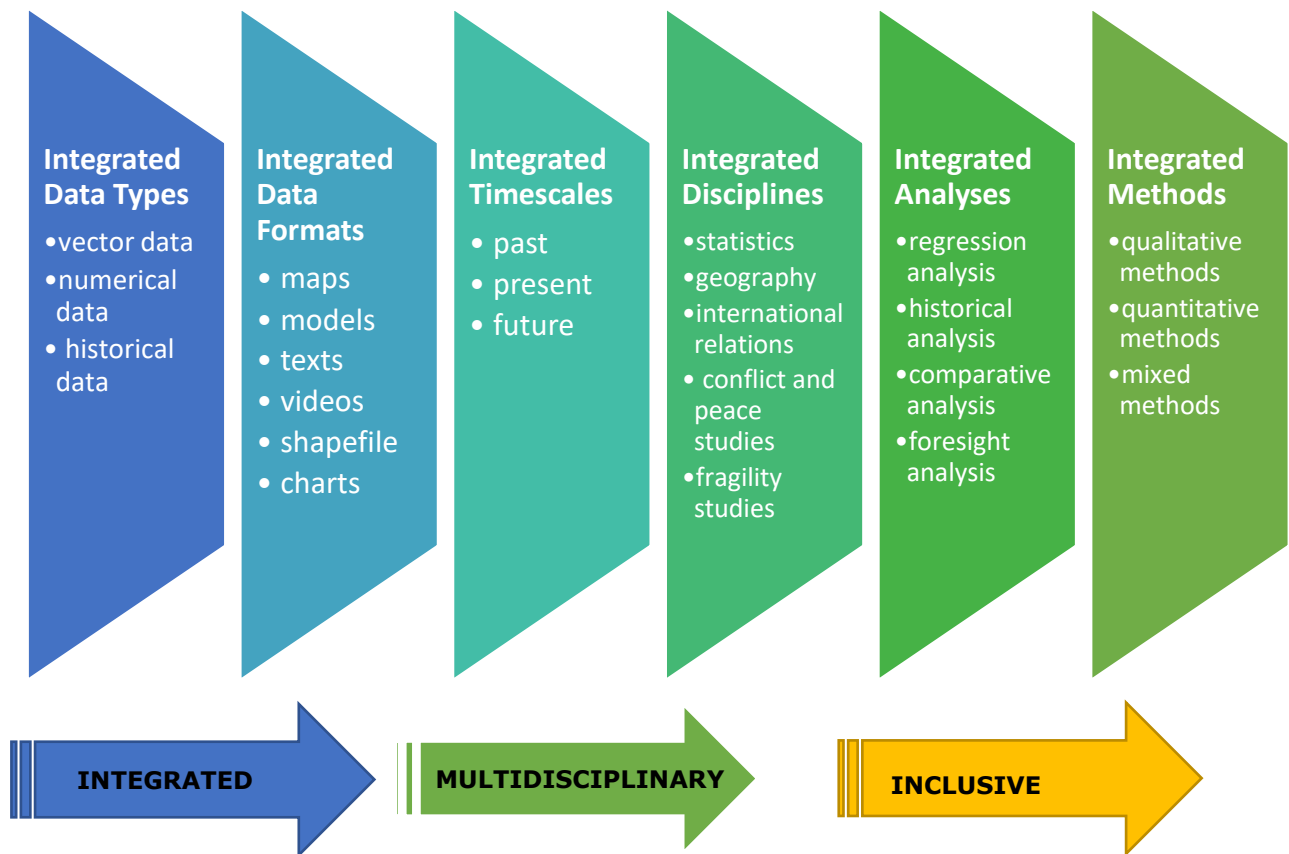 Integrated
Data Types
•vector data
•numerical
data
• historical
data
Integrated
Data
Formats
• maps
• models
• texts
• videos
• shapefile
• charts
Integrated
Timescales
• past
• present
• future
Integrated
Disciplines
•statistics
•geography
•international
relations
• conflict and
peace
studies
•fragility
studies
Integrated
Analyses
•regression
analysis
•historical
analysis
•comparative
analysis
•foresight
analysis
Integrated
Methods
•qualitative
methods
•quantitative
methods
•mixed
methods
INTEGRATED
MULTIDISCIPLINARY
INCLUSIVE